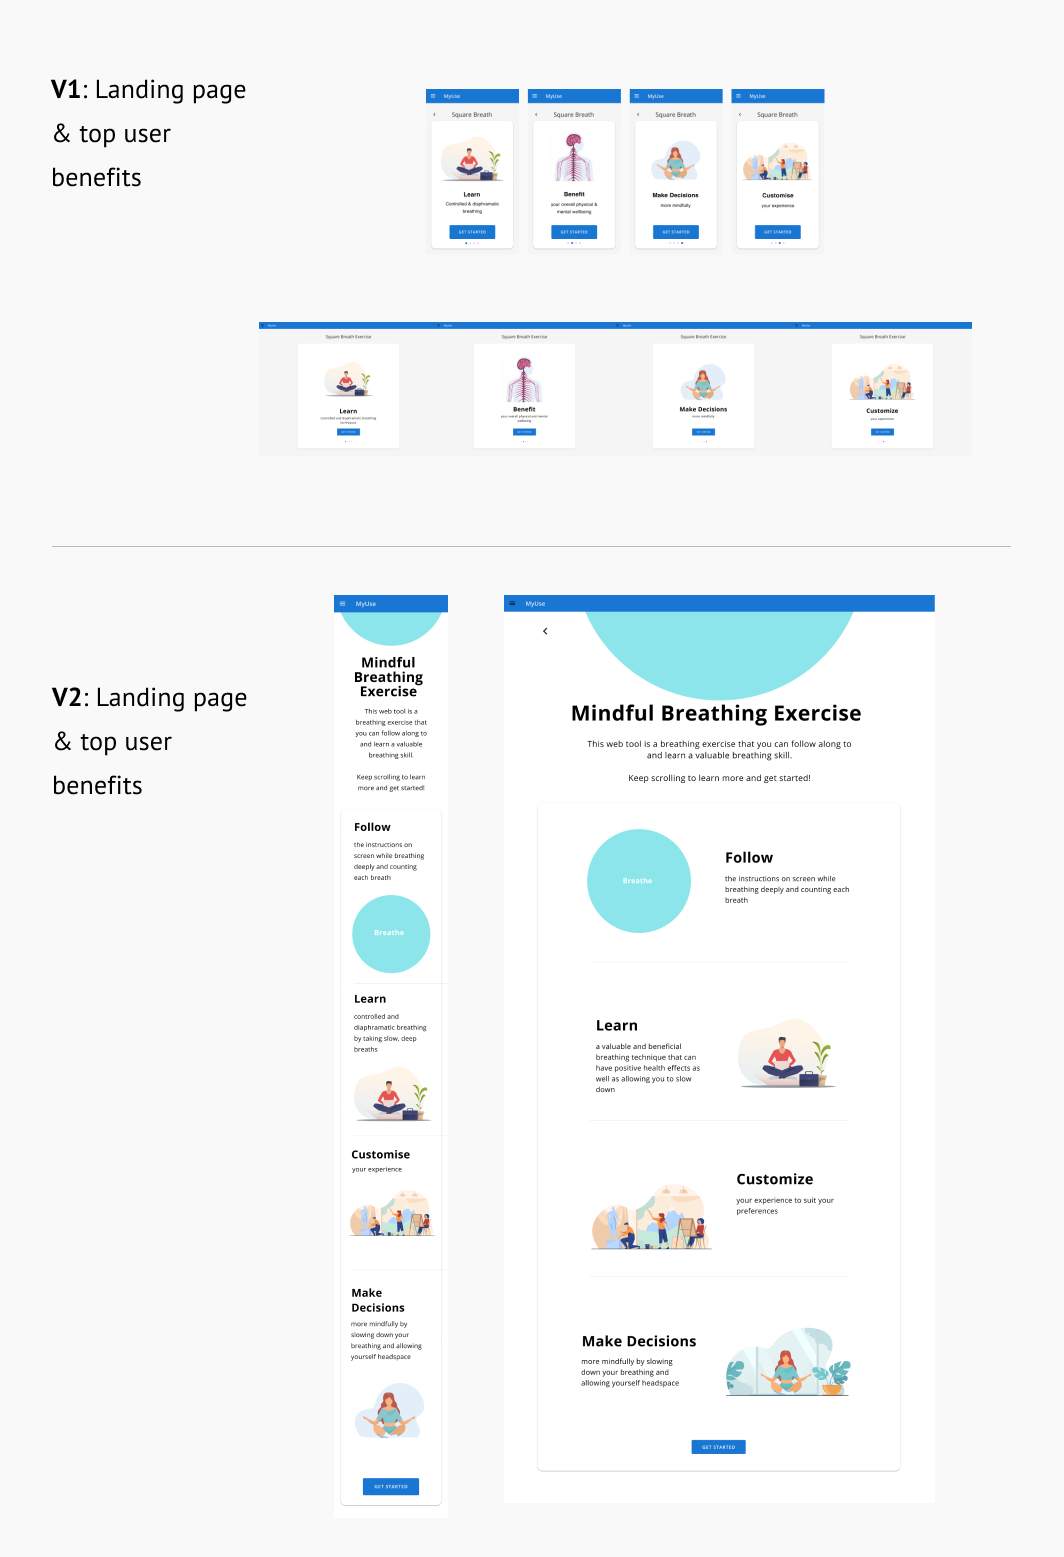 V1: Landing page
& top user
benefits
MyUse
Square Breath
Learn
Controlled & diaphramatic
breathing
GET STARTED
MyUse
Square Breath
Benefit
your overall physical &
mental wellbeing
GET STARTED
MyUse
Square Breath
Make Decisions
more mindfully
GET STARTED
MyUse
Square Breath
Customise
your experience
GET STARTED
Square Breath Exercise
Learn
controlled and diaphramatic breathing
technique
GET STARTED
Square Breath Exercise
Benefit
your overall physical and mental
wellbeing
GET STARTED
Square Breath Exercise
Make Decisions
more mindfully
GET STARTED
Square Breath Exercise
Customize
your experience
GET STARTED
V2: Landing page
& top user
benefits
MyUse
Mindful
Breathing
Exercise
This web tool is a
breathing exercise that
you can follow along to
and learn a valuable
breathing skill.
Keep scrolling to learn
more and get started!
Follow
the instructions on
screen while breathing
deeply and counting
each breath
Breathe
Learn
controlled and
diaphramatic breathing
by taking slow, deep
breaths
Customise
your experience
Make
Decisions
more mindfully by
slowing down your
breathing and allowing
yourself headspace
GET STARTED
MyUse
Mindful Breathing Exercise
This web tool is a breathing exercise that you can follow along to
and learn a valuable breathing skill.
Keep scrolling to learn more and get started!
Breathe
Follow
the instructions on screen while
breathing deeply and counting each
breath
Learn
a valuable and beneficial
breathing technique that can
have positive health effects as
well as allowing you to slow
down
Customize
your experience to suit your
preferences
Make Decisions
more mindfully by slowing
down your breathing and
allowing yourself headspace
GET STARTED